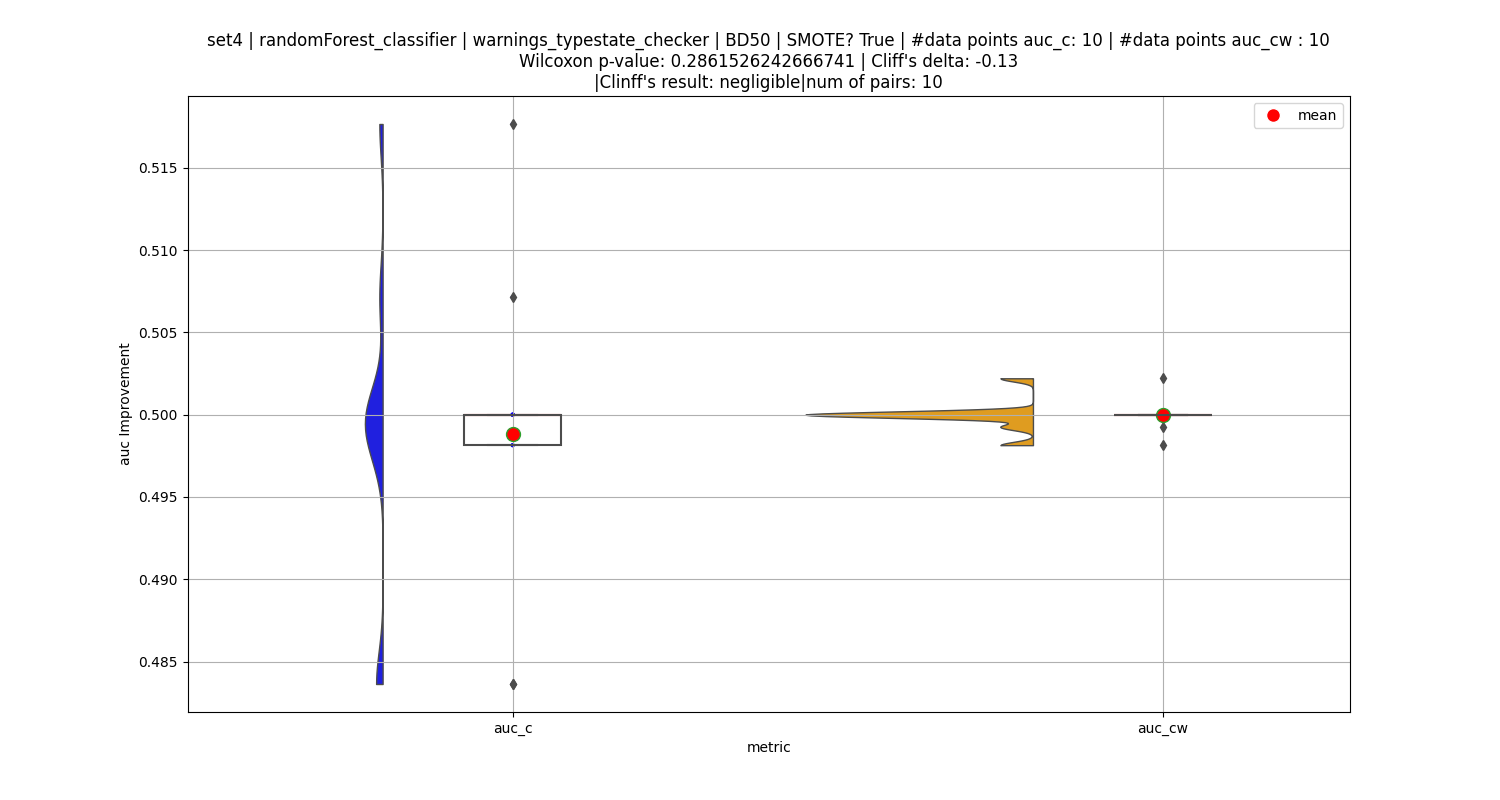 set4 | randomForest_classifier | warnings_typestate_checker | BD50 | SMOTE? True | #data points auc_c: 10 | #data points auc_cw : 10
Wilcoxon p-value: 0.2861526242666741 | Cliff's delta: -0.13
|Clinff's result: negligible|num of pairs: 10
mean
0.515
0.510
0.505
0.500
0.495
0.490
0.485
auc Improvement
auc_c
auc_cw
metric